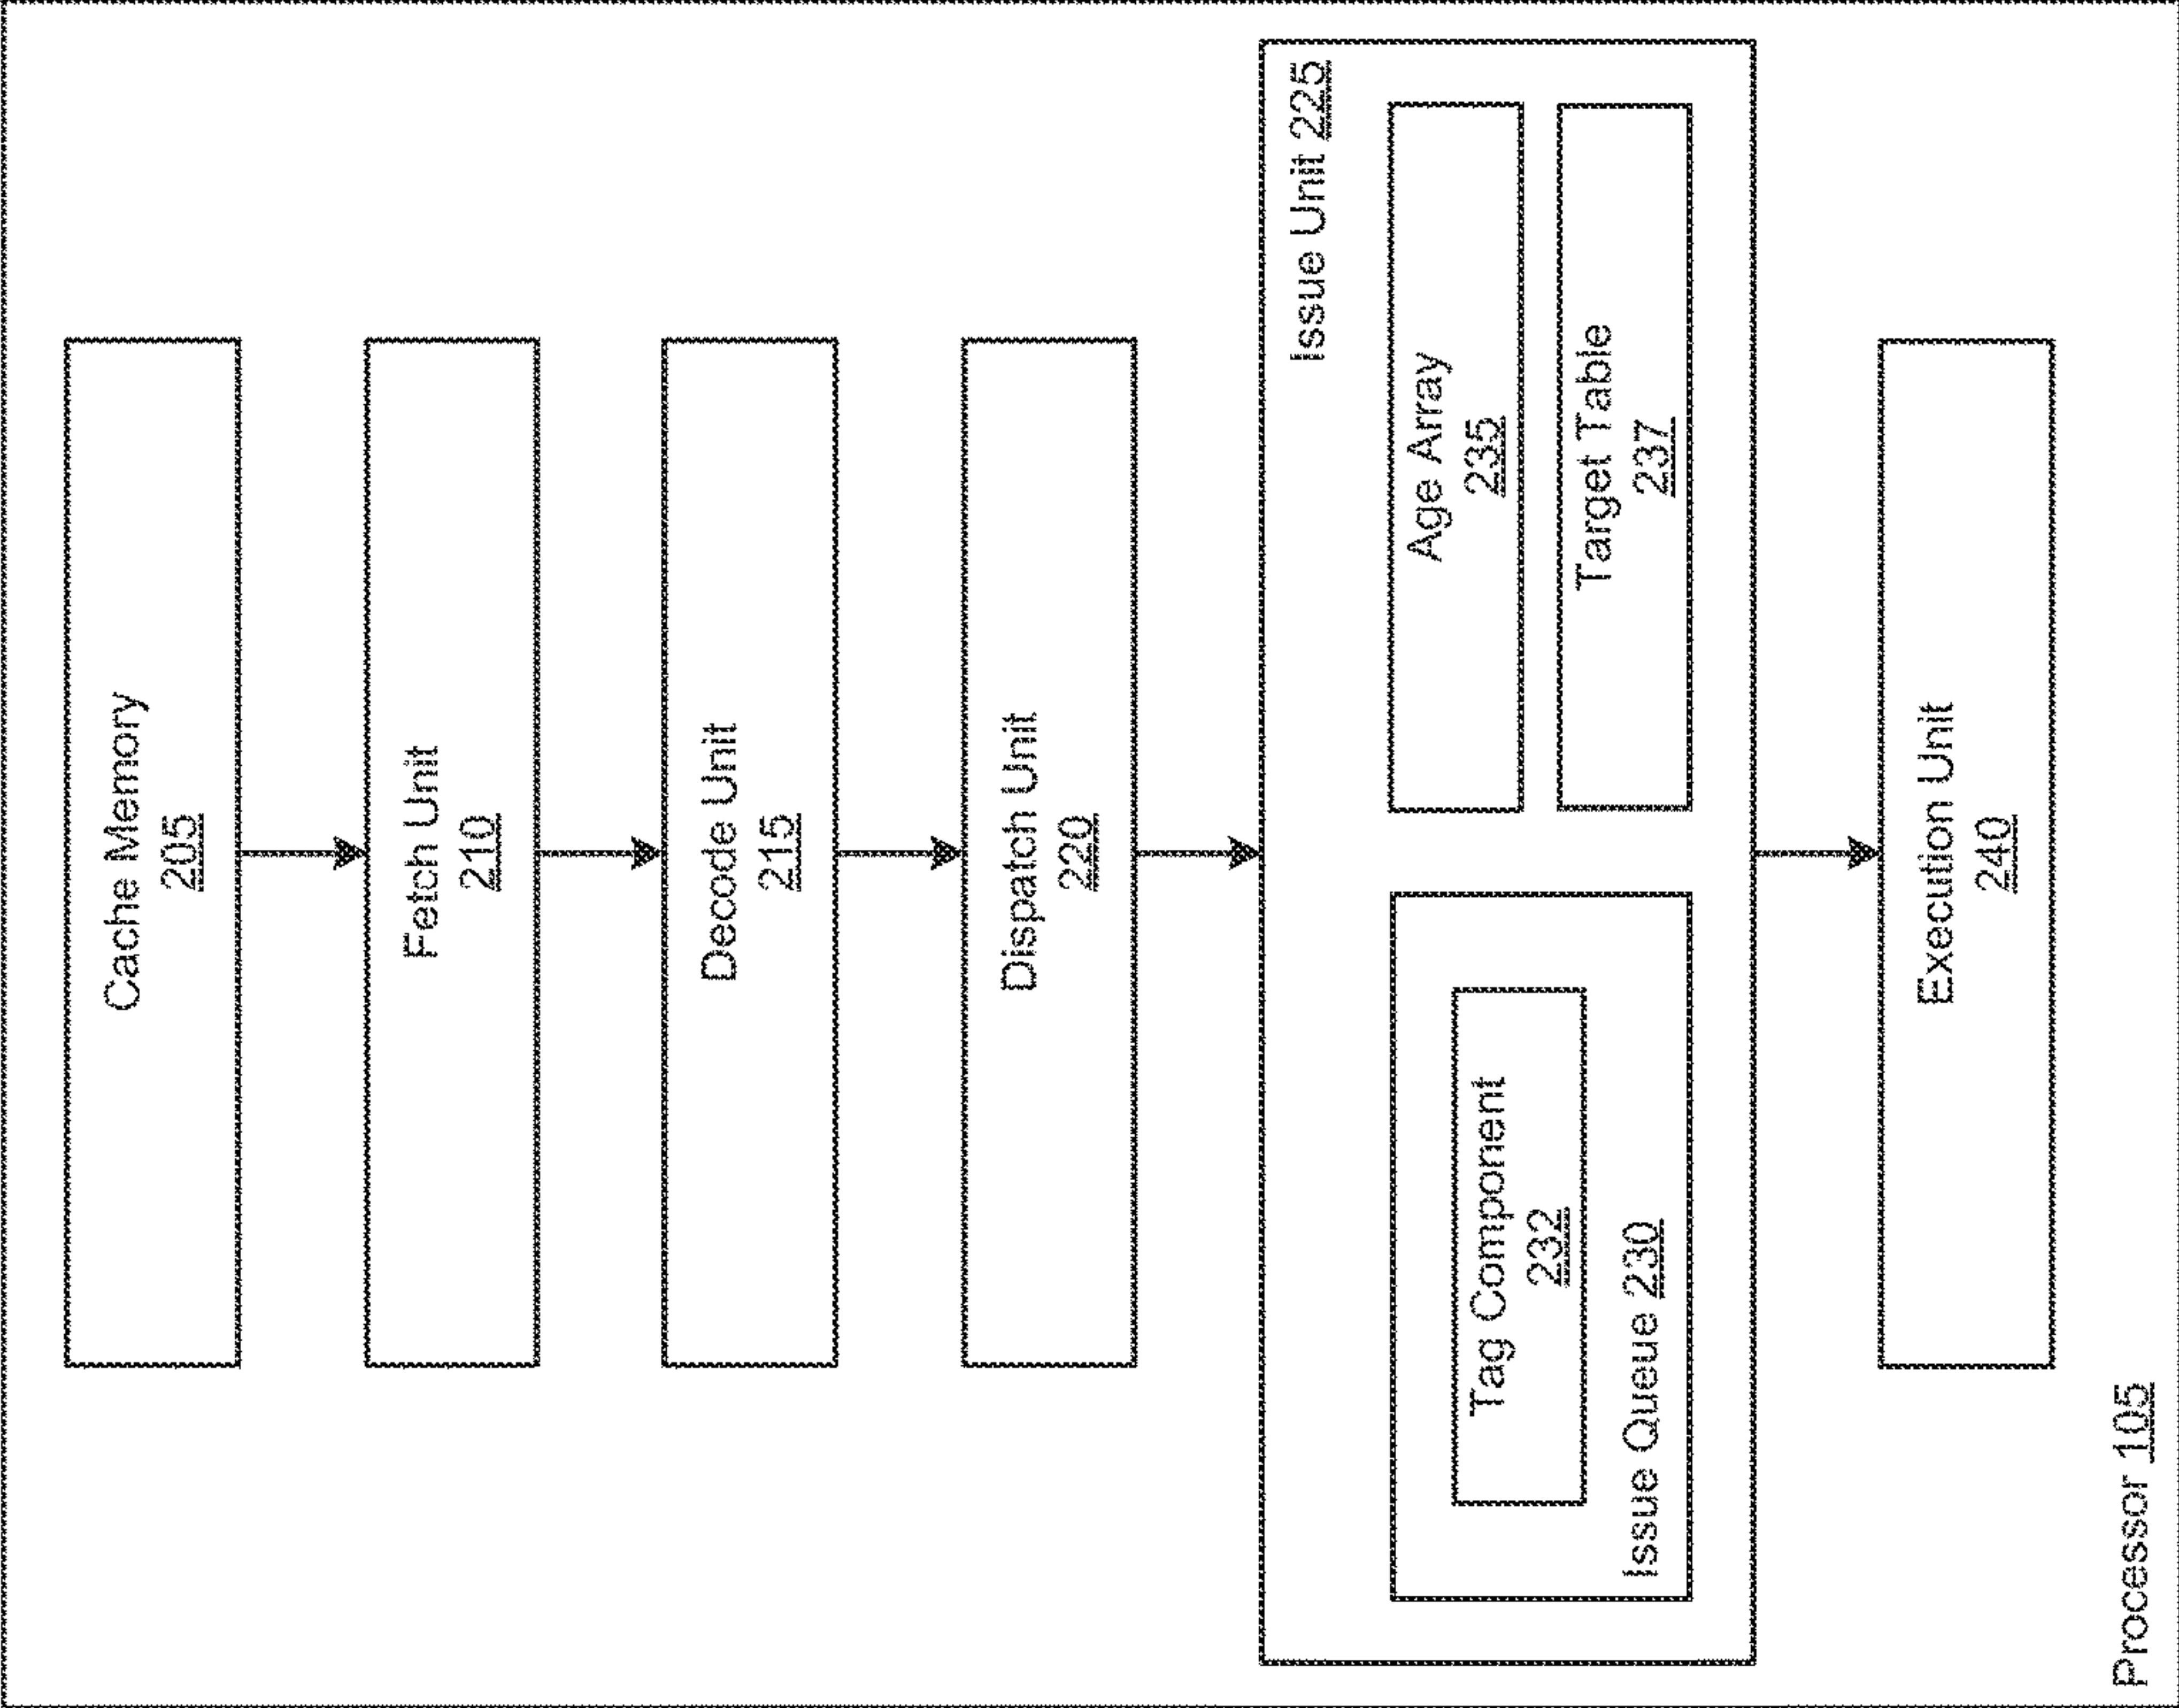 Cache Memory
205
Fetch Unit
210
Decode Unit
215
Dispatch Unit
220
Issue Unit 225
Tag Component
232
Issue Queue 230
Age Array
235
Target Table
237
Execution Unit
240
Processor 105